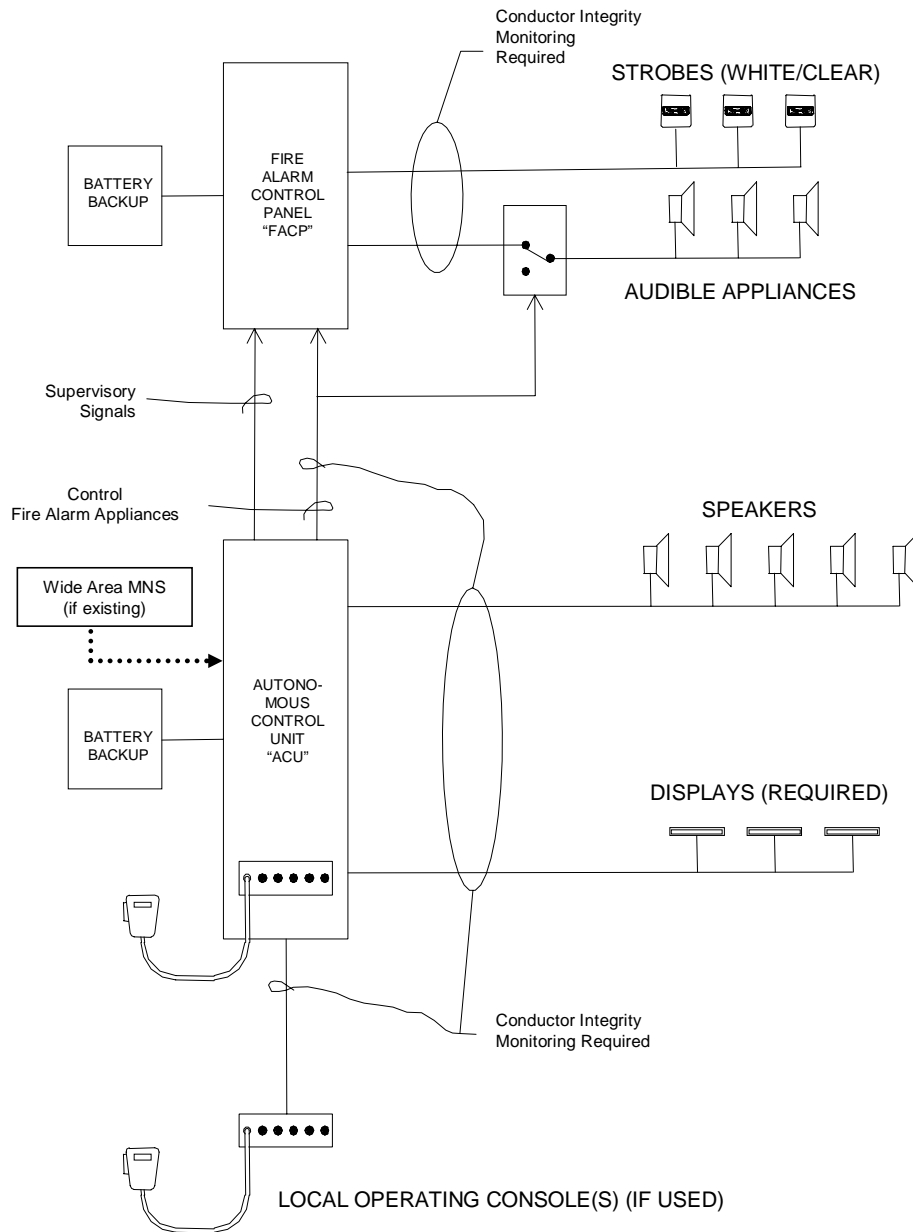 Conductor Integrity
Monitoring
Required
STROBES (WHITE/CLEAR)
BATTERY
BACKUP
FIRE
ALARM
CONTROL
PANEL
“FACP”
AUDIBLE APPLIANCES
Supervisory
Signals
Control
Fire Alarm Appliances
SPEAKERS
Wide Area MNS
(if existing)
AUTONO-
MOUS
CONTROL
UNIT
“ACU”
BATTERY
BACKUP
DISPLAYS (REQUIRED)
Conductor Integrity
Monitoring Required
LOCAL OPERATING CONSOLE(S) (IF USED)